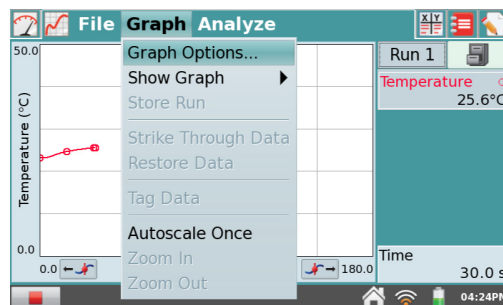 File Graph Analyze
50.0
Temperature (°C)
0.0
0.0
180.0
Graph Options...
Show Graph
Store Run
Strike Through Data
Restore Data
Tag Data
Autoscale Once
Zoom In
Zoom Out
X Y
Run 1
Temperature
25.6°C
Time
30.0 s
04:24PM